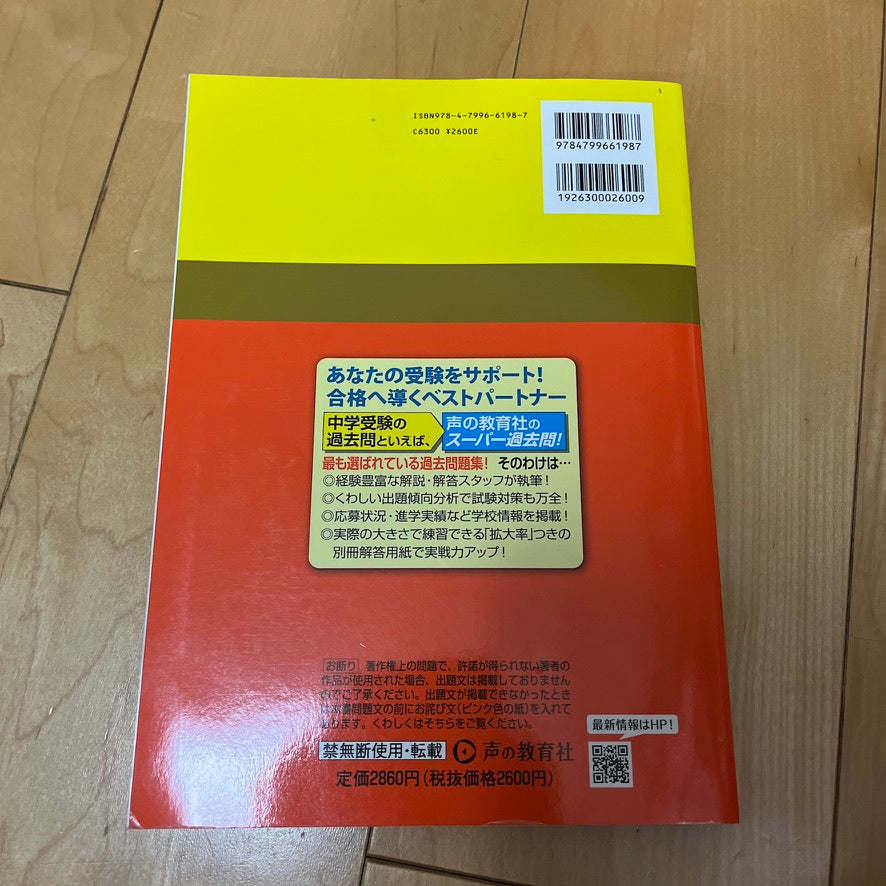 ISBN978-4-7996-6198-7
C6300 ¥2600E
9784799661987
1926300026009
あなたの受験をサポート!
合格へ導くベストパートナー
中学受験の
過去問といえば、
声の教育社の
スーパー過去問!
最も選ばれている過去問題集! そのわけは…
◎経験豊富な解説・解答スタッフが執筆!
◎くわしい出題傾向分析で試験対策も万全!
◎応募状況・進学実績など学校情報を掲載!
◎実際の大きさで練習できる「拡大率」つきの
別冊解答用紙で実戦力アップ!
お断り 著作権上の問題で、許諾が得られない著者の
作品が使用された場合、出題文は掲載しておりません
のでご了承ください。出題文が掲載できなかったとき
は本書問題文の前にお詫び文(ピンク色の紙)を入れて
あります。くわしくはそちらをご覧ください。
最新情報はHP!
禁無断使用・転載 声の教育社
定価2860円(税抜価格2600円)